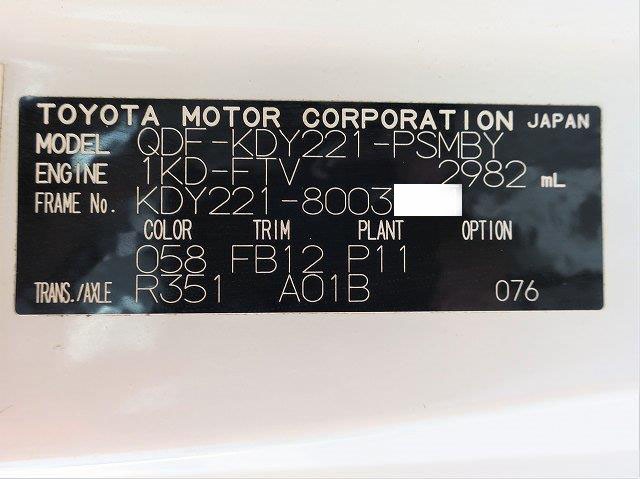 TOYOTA MOTOR CORPORATION JAPAN
MODEL QDF-KDY221-PSMBY
ENGINE 1KD-FTV 2982 mL
FRAME No. KDY221-8003
COLOR TRIM PLANT OPTION
058 FB12 P11
TRANS./AXLE R351 A01B 076